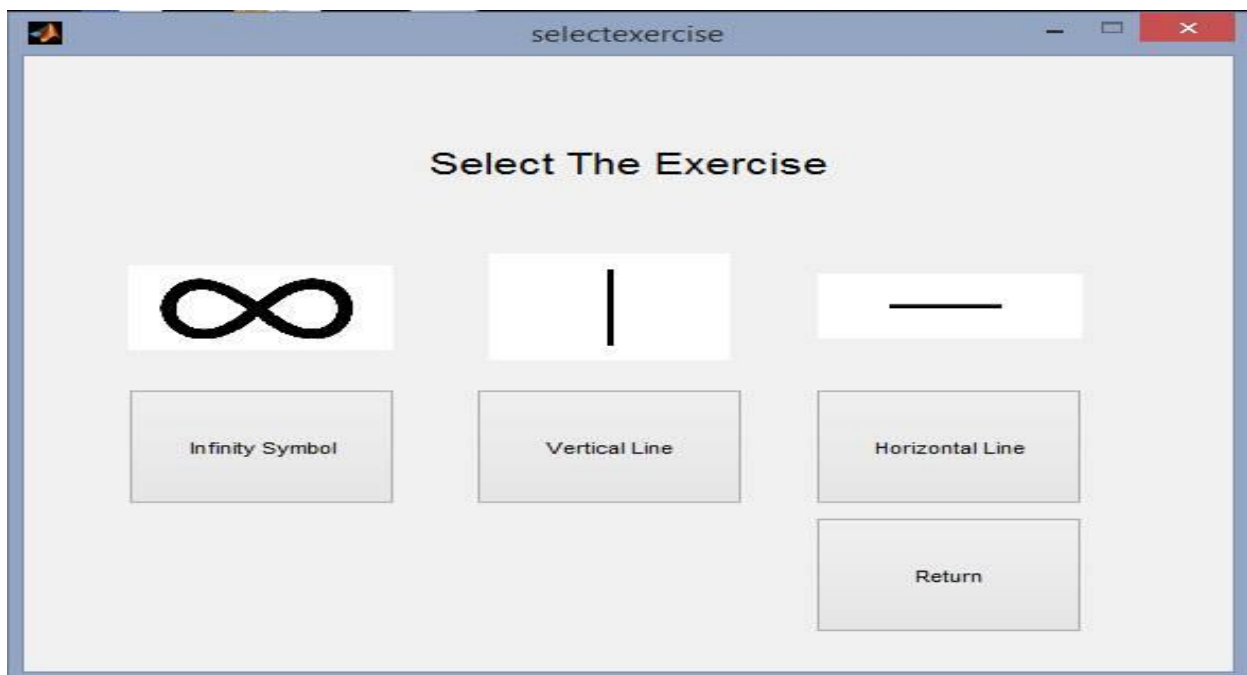 selectexercise
Select The Exercise
Infinity Symbol
Vertical Line
Horizontal Line
Return